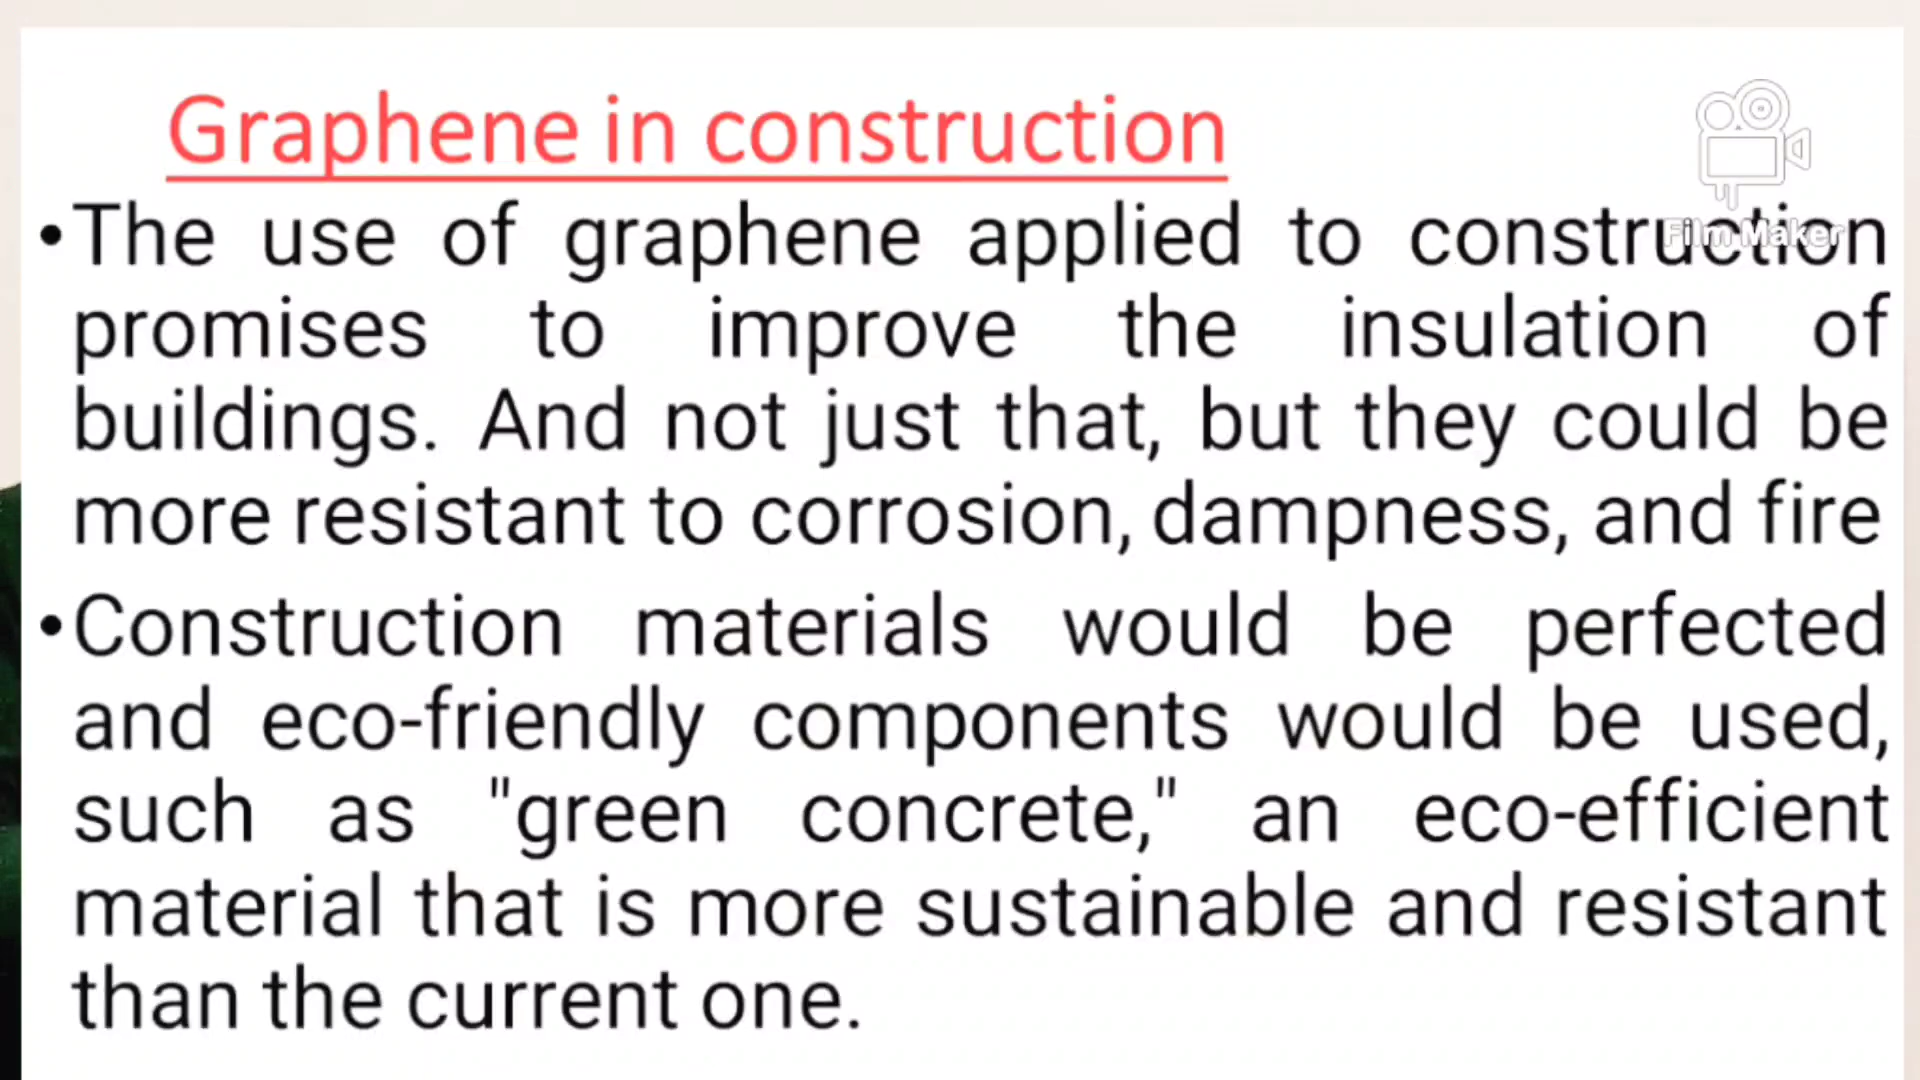 Graphene in construction
Film Maker
•The use of graphene applied to construction
promises to improve the insulation of
buildings. And not just that, but they could be
more resistant to corrosion, dampness, and fire
•Construction materials would be perfected
and eco-friendly components would be used,
such as "green concrete," an eco-efficient
material that is more sustainable and resistant
than the current one.